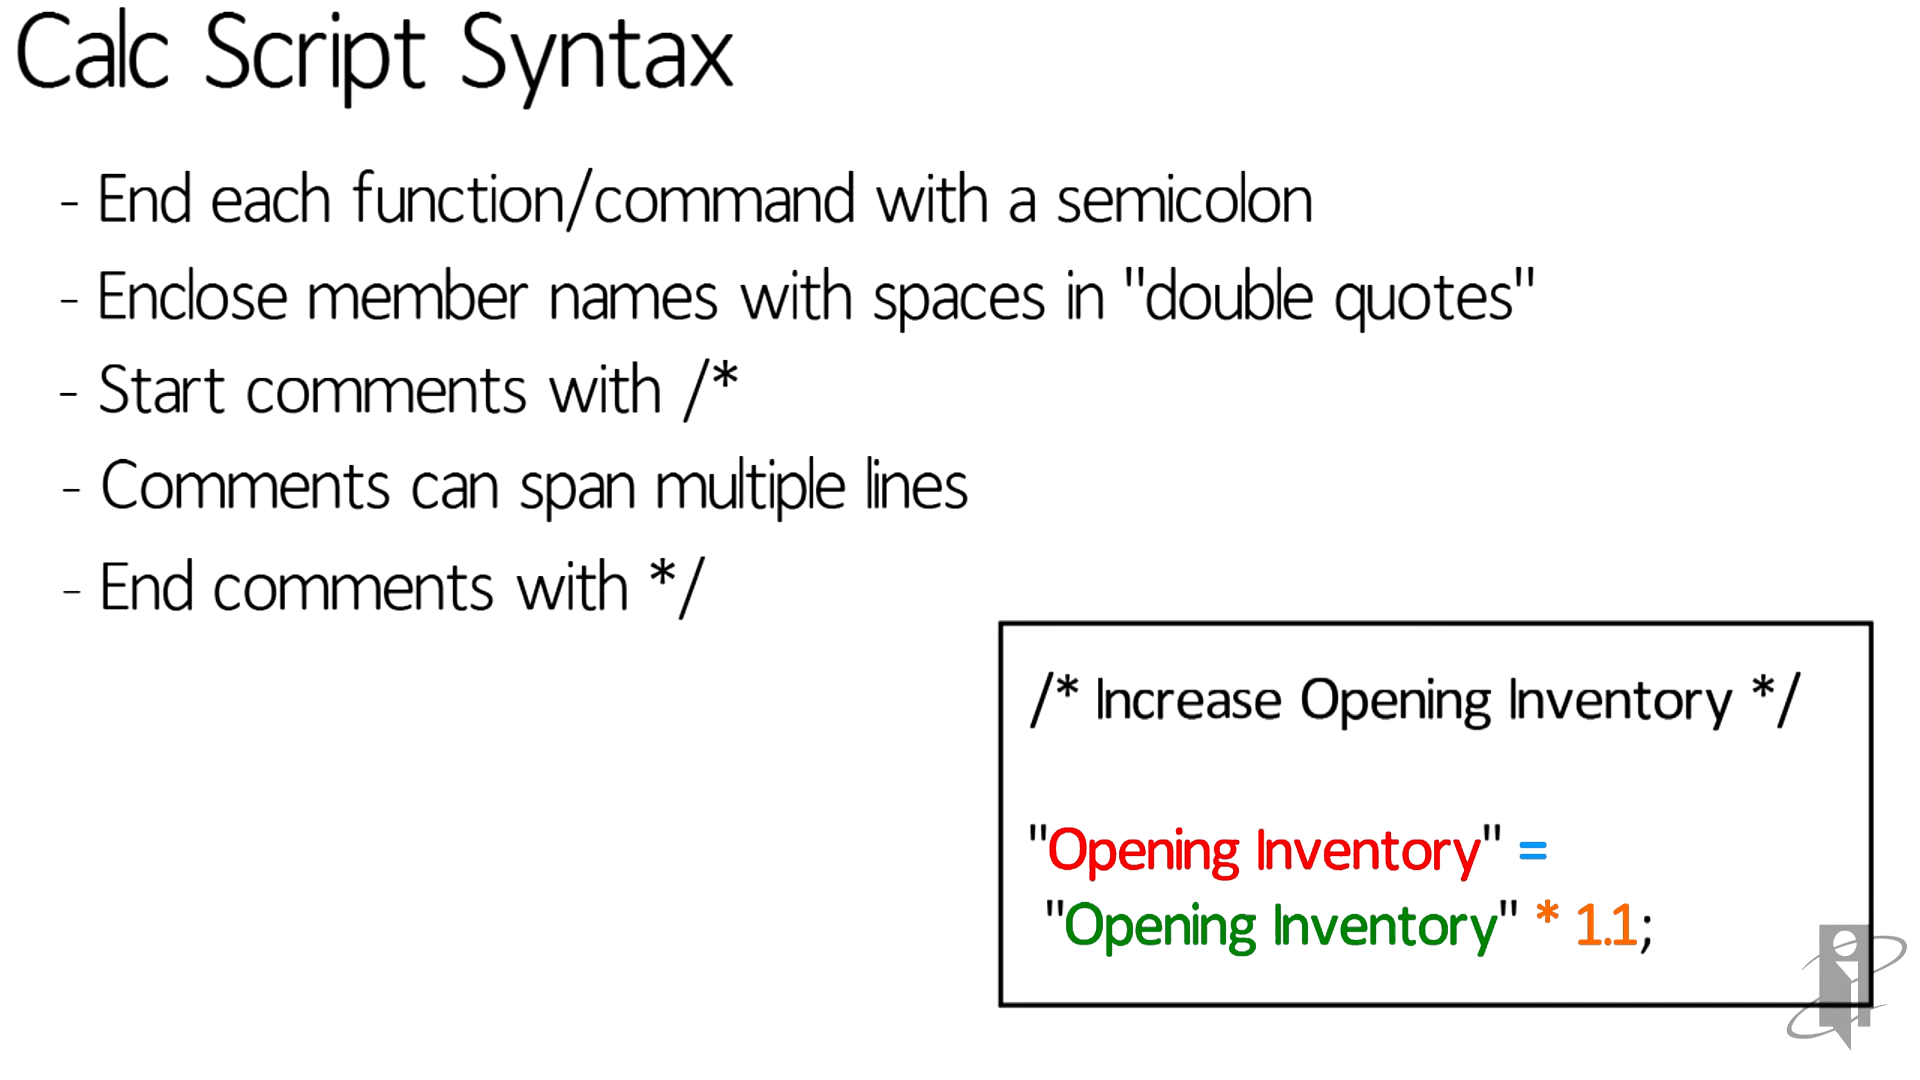 Calc Script Syntax
- End each function/command with a semicolon
- Enclose member names with spaces in "double quotes"
- Start comments with /*
- Comments can span multiple lines
- End comments with */
/* Increase Opening Inventory */
"Opening Inventory" =
"Opening Inventory" * 1.1;